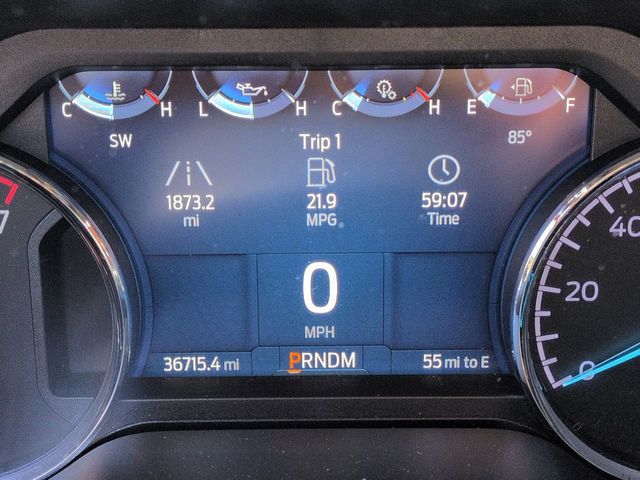 C H L H C H E F
SW Trip 1 85°
1873.2 21.9 59:07
mi MPG Time
7
0
MPH
36715.4 mi PRNDM 55 mi to E
40
20
0